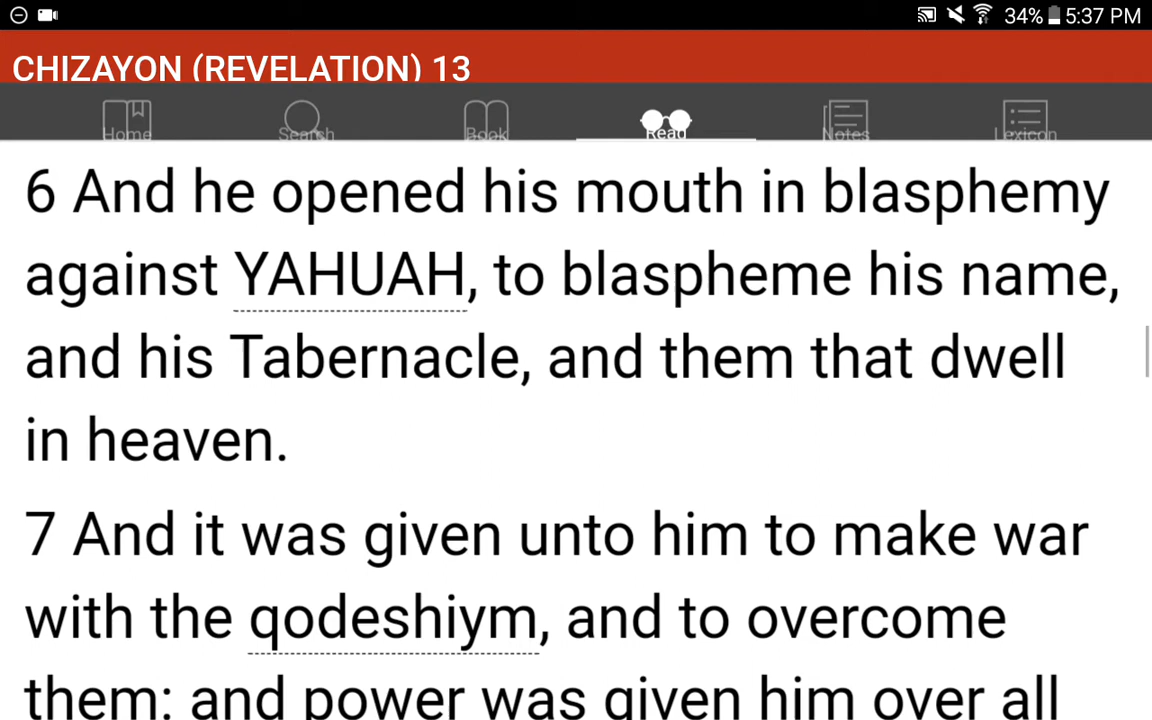 34% 5:37 PM
CHIZAYON (REVELATION) 13
Home Search Book Read Notes Lexicon
6 And he opened his mouth in blasphemy
against YAHUAH, to blaspheme his name,
and his Tabernacle, and them that dwell
in heaven.
7 And it was given unto him to make war
with the qodeshiym, and to overcome
them: and power was given him over all